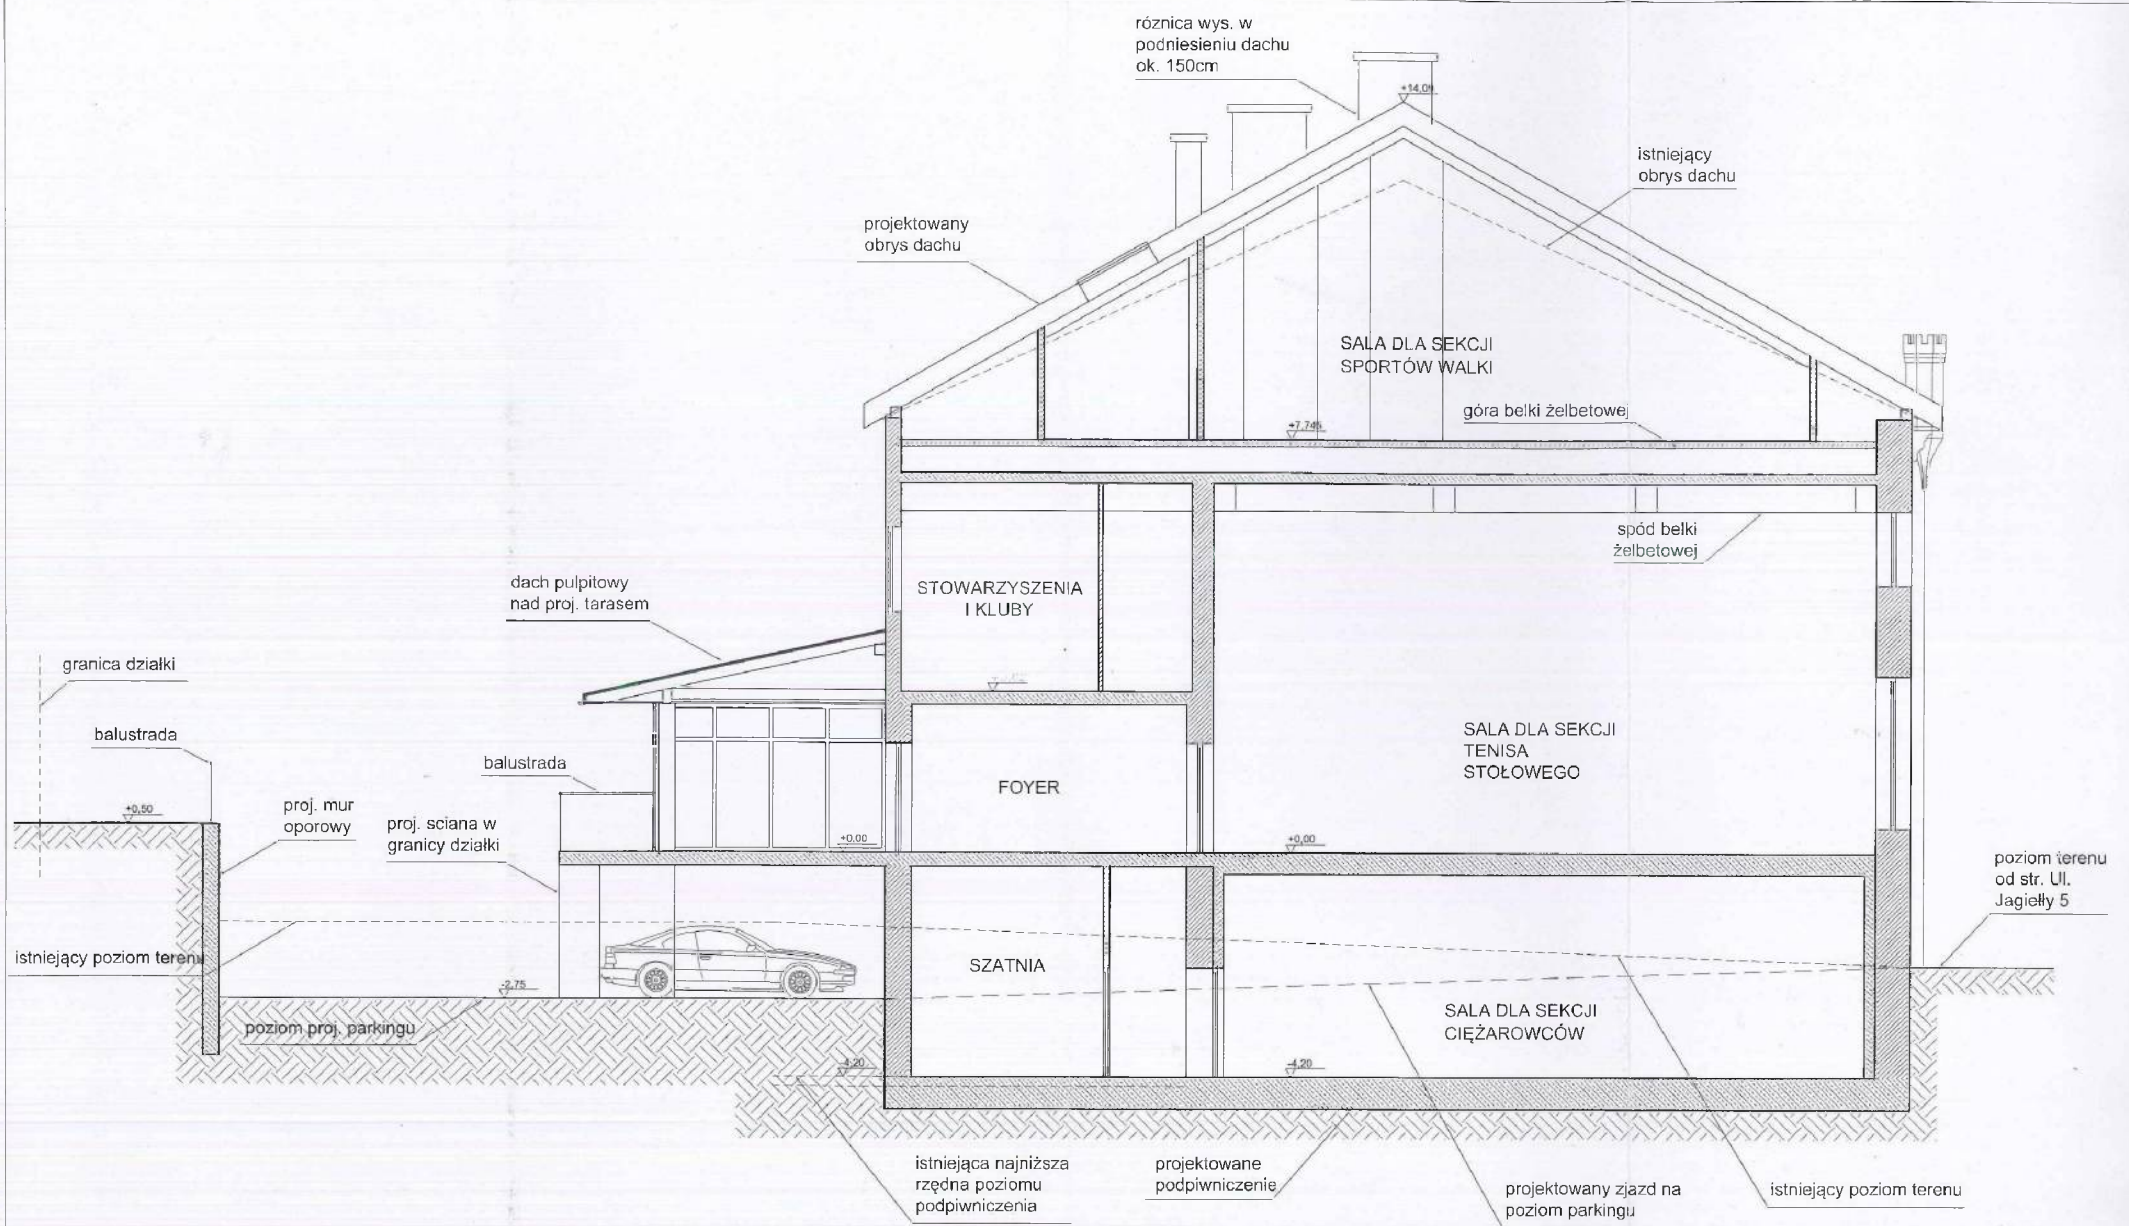 róznica wys. w
podniesieniu dachu
ok. 150cm
istniejący
obrys dachu
projektowany
obrys dachu
SALA DLA SEKCJI
SPORTÓW WALKI
góra belki żelbetowej
+7.745
spód belki
żelbetowej
STOWARZYSZENIA
I KLUBY
dach pulpitowy
nad proj. tarasem
granica działki
balustrada
balustrada
SALA DLA SEKCJI
TENISA
STOŁOWEGO
FOYER
+0,50
proj. mur
oporowy
proj. sciana w
granicy działki
+0,00
+0,00
poziom terenu
od str. Ul.
Jagiełły 5
istniejący poziom terenu
SZATNIA
-2,75
poziom proj. parkingu
SALA DLA SEKCJI
CIĘŻAROWCÓW
-4,20
-4,20
istniejąca najniższa
rzędna poziomu
podpiwniczenia
projektowane
podpiwniczenie
projektowany zjazd na
poziom parkingu
istniejący poziom terenu